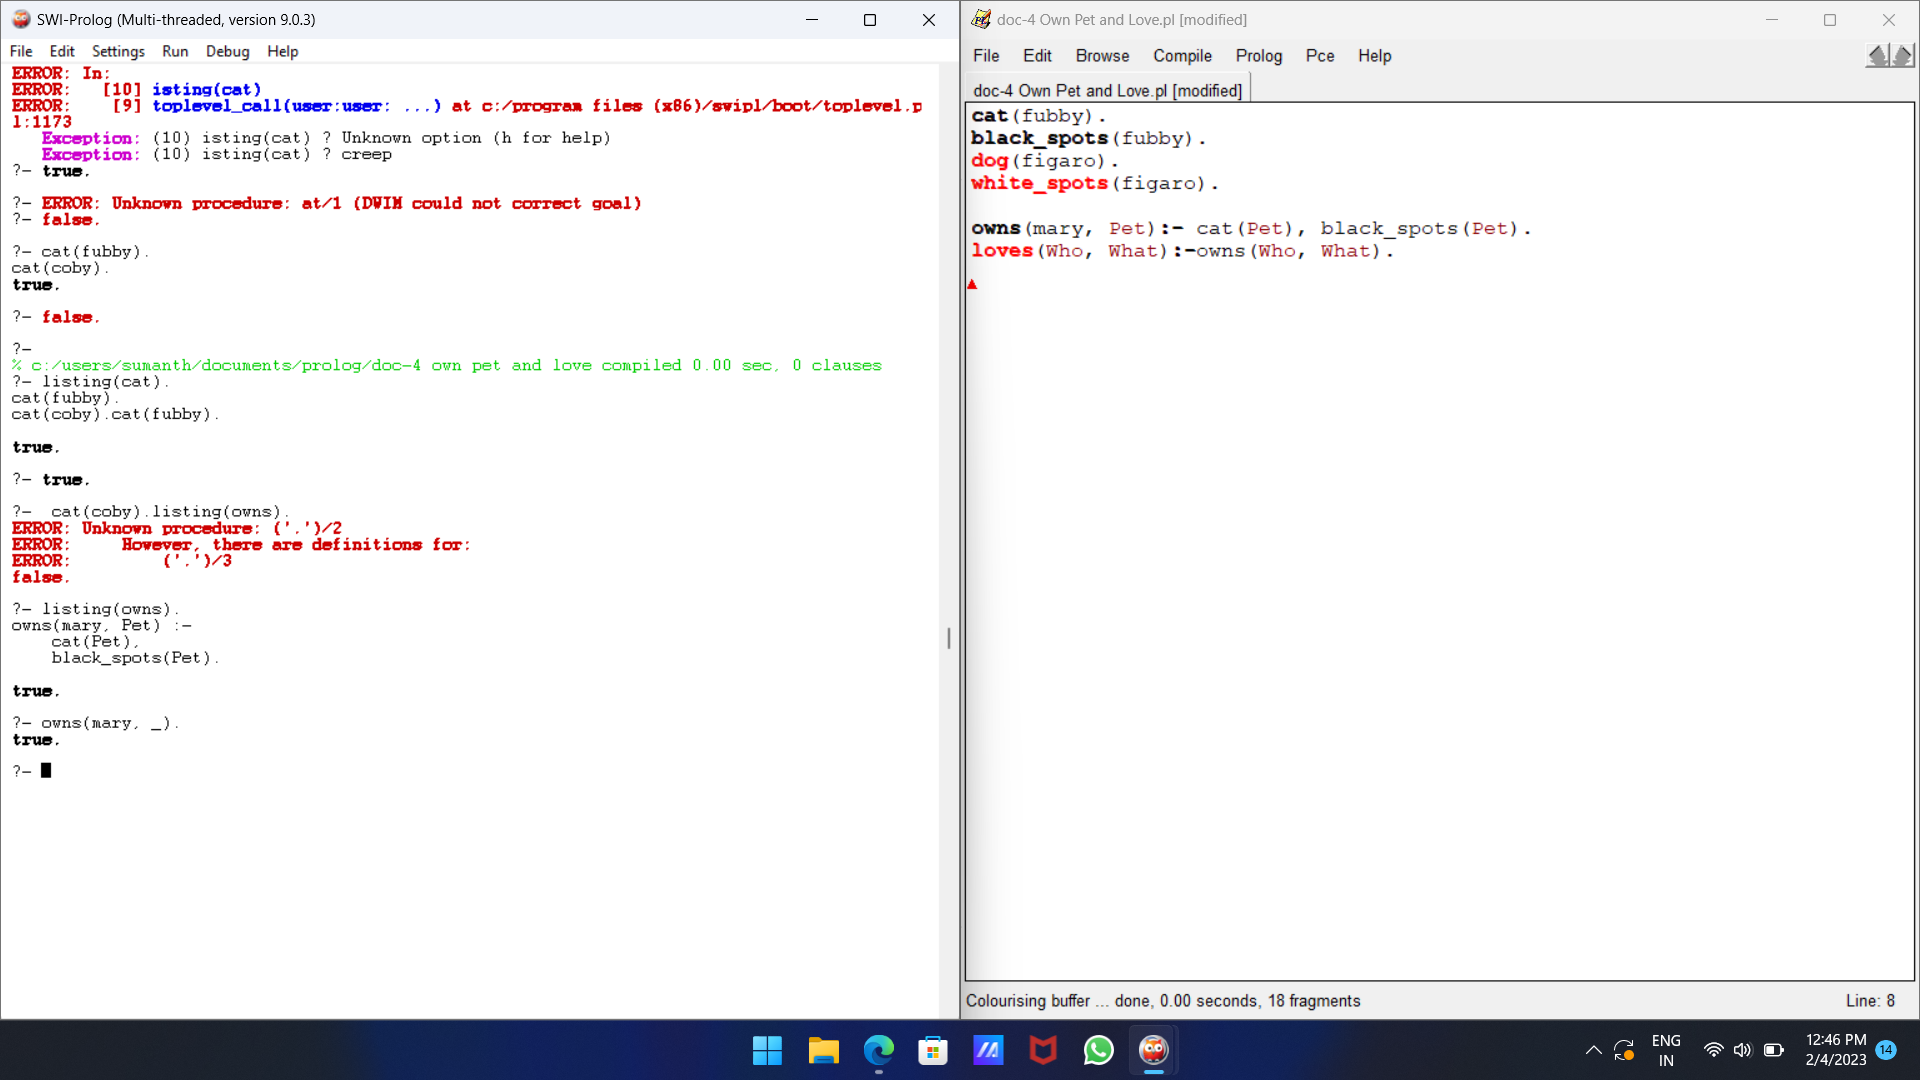 SWI-Prolog (Multi-threaded, version 9.0.3)
File Edit Settings Run Debug Help
ERROR: In:
ERROR:   [10] isting(cat)
ERROR:    [9] toplevel_call(user:user: ...) at c:/program files (x86)/swipl/boot/toplevel.p
l:1173
   Exception: (10) isting(cat) ? Unknown option (h for help)
   Exception: (10) isting(cat) ? creep
?- true.
?- ERROR: Unknown procedure: at/1 (DWIM could not correct goal)
?- false.
?- cat(fubby).
cat(coby).
true.
?- false.
?-
% c:/users/sumanth/documents/prolog/doc-4 own pet and love compiled 0.00 sec, 0 clauses
?- listing(cat).
cat(fubby).
cat(coby).cat(fubby).
true.
?- true.
?-  cat(coby).listing(owns).
ERROR: Unknown procedure: ('.')/2
ERROR:     However, there are definitions for:
ERROR:         ('.')/3
false.
?- listing(owns).
owns(mary, Pet) :-
    cat(Pet),
    black_spots(Pet).
true.
?- owns(mary, _).
true.
?-
doc-4 Own Pet and Love.pl [modified]
File Edit Browse Compile Prolog Pce Help
doc-4 Own Pet and Love.pl [modified]
cat(fubby).
black_spots(fubby).
dog(figaro).
white_spots(figaro).
owns(mary, Pet):- cat(Pet), black_spots(Pet).
loves(Who, What):-owns(Who, What).
Colourising buffer ... done, 0.00 seconds, 18 fragments
Line: 8
ENG
IN
12:46 PM
2/4/2023
14